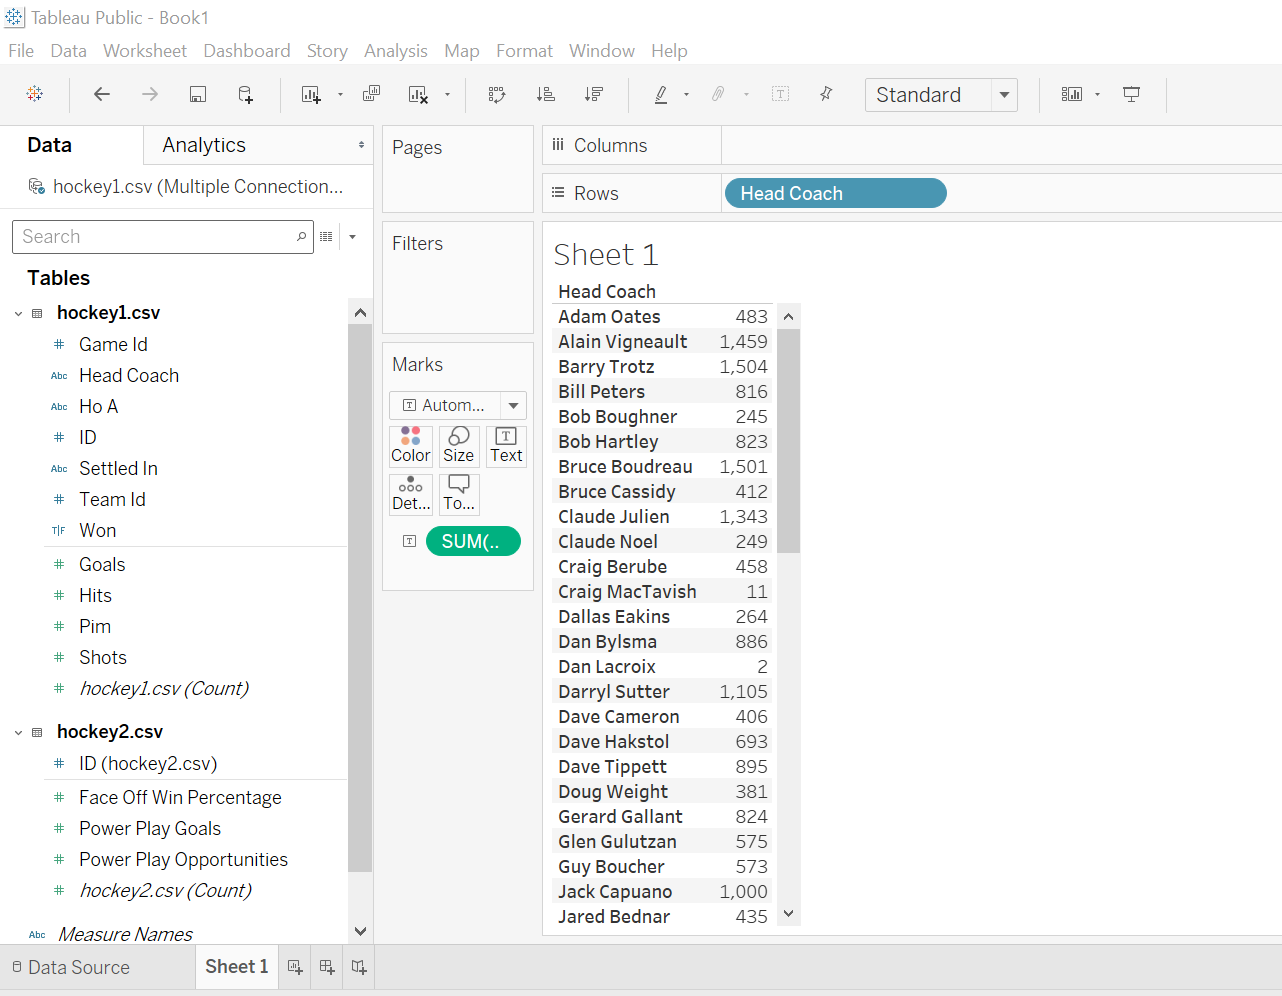 Tableau Public - Book1
File Data Worksheet Dashboard Story Analysis Map Format Window Help
Standard
Data Analytics
hockey1.csv (Multiple Connection...
Search
Tables
hockey1.csv
# Game Id
Abc Head Coach
Abc Ho A
# ID
Abc Settled In
# Team Id
T|F Won
# Goals
# Hits
# Pim
# Shots
# hockey1.csv (Count)
hockey2.csv
# ID (hockey2.csv)
# Face Off Win Percentage
# Power Play Goals
# Power Play Opportunities
# hockey2.csv (Count)
Abc Measure Names
Pages
Filters
Marks
T Autom...
Color Size Text
Det... To...
T SUM(..
Columns
Rows Head Coach
Sheet 1
Head Coach
Adam Oates 483
Alain Vigneault 1,459
Barry Trotz 1,504
Bill Peters 816
Bob Boughner 245
Bob Hartley 823
Bruce Boudreau 1,501
Bruce Cassidy 412
Claude Julien 1,343
Claude Noel 249
Craig Berube 458
Craig MacTavish 11
Dallas Eakins 264
Dan Bylsma 886
Dan Lacroix 2
Darryl Sutter 1,105
Dave Cameron 406
Dave Hakstol 693
Dave Tippett 895
Doug Weight 381
Gerard Gallant 824
Glen Gulutzan 575
Guy Boucher 573
Jack Capuano 1,000
Jared Bednar 435
Data Source Sheet 1